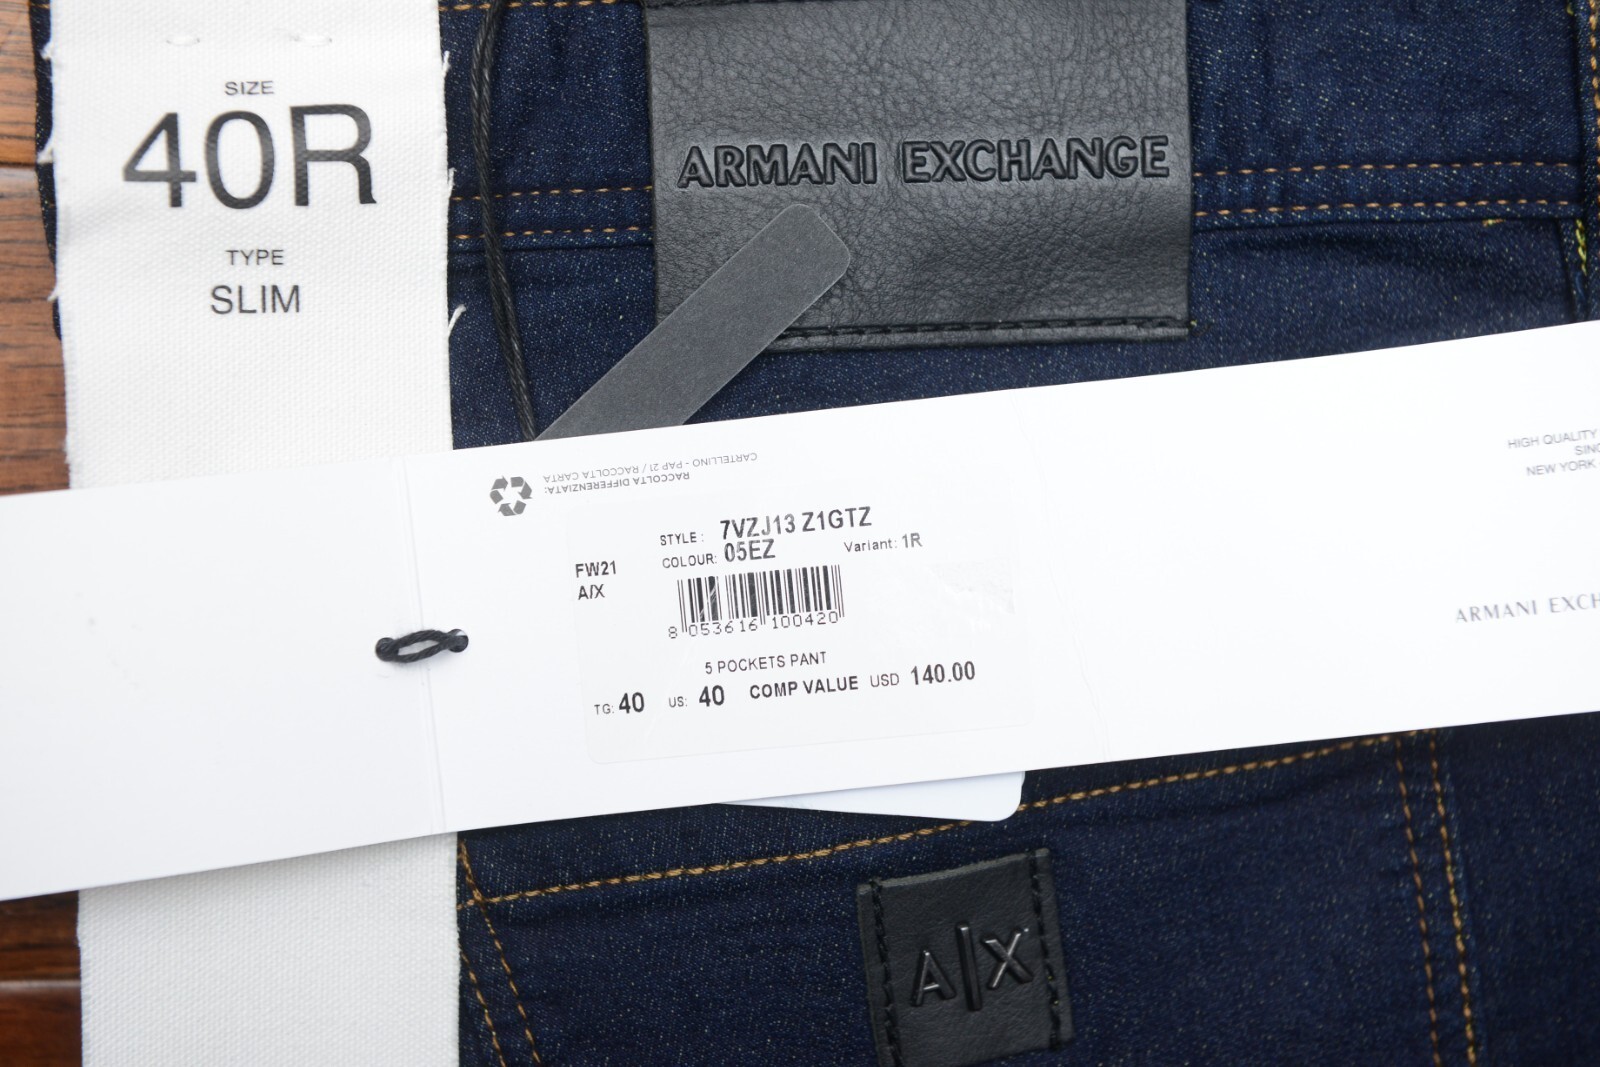 SIZE
40R
TYPE
SLIM
ARMANI EXCHANGE
CARTELLINO - PAP 21 / RACCOLTA CARTA
RACCOLTA DIFFERENZIATA:
STYLE: 7VZJ13 Z1GTZ
COLOUR: 05EZ Variant: 1R
FW21
A/X
8 053616 100420
5 POCKETS PANT
TG: 40 US: 40 COMP VALUE USD 140.00
HIGH QUALITY
SINC
NEW YORK
ARMANI EXCH
A|X